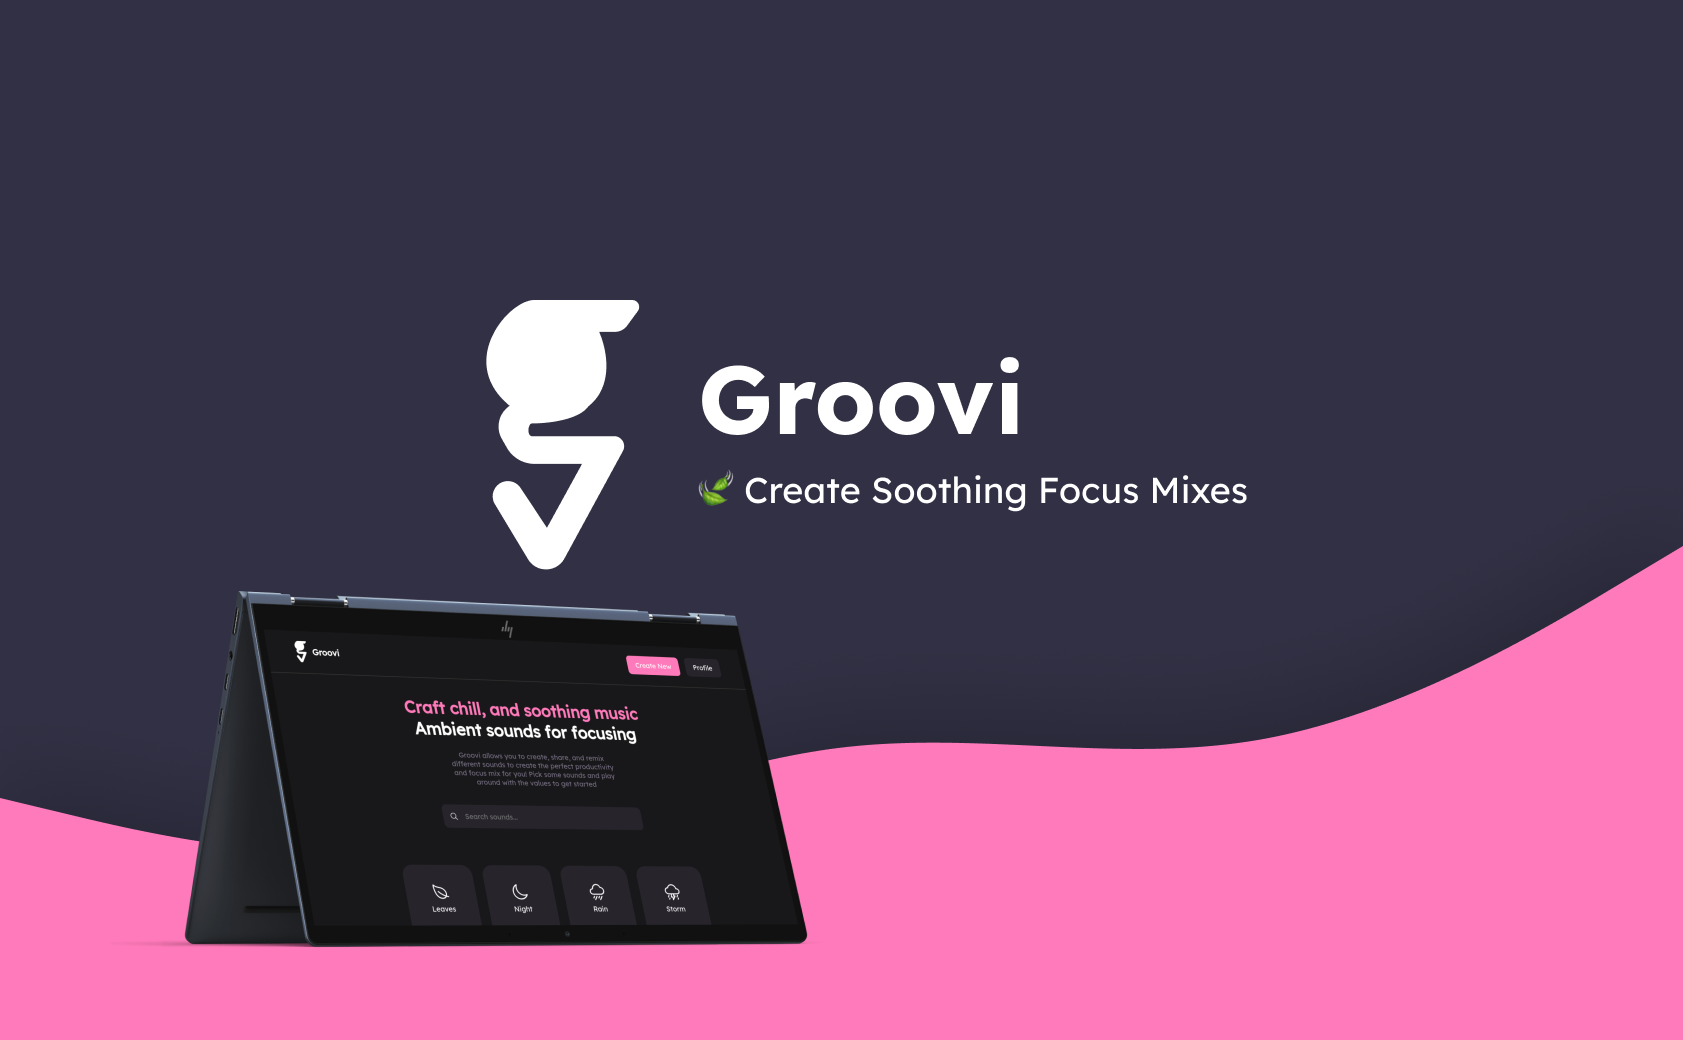 Groovi
🌿 Create Soothing Focus Mixes
hp
Groovi
Create New
Profile
Craft chill, and soothing music
Ambient sounds for focusing
Groovi allows you to create, share, and remix
different sounds to create the perfect productivity
and focus mix for you! Pick some sounds and play
around with the values to get started.
Search sounds...
Leaves
Night
Rain
Storm